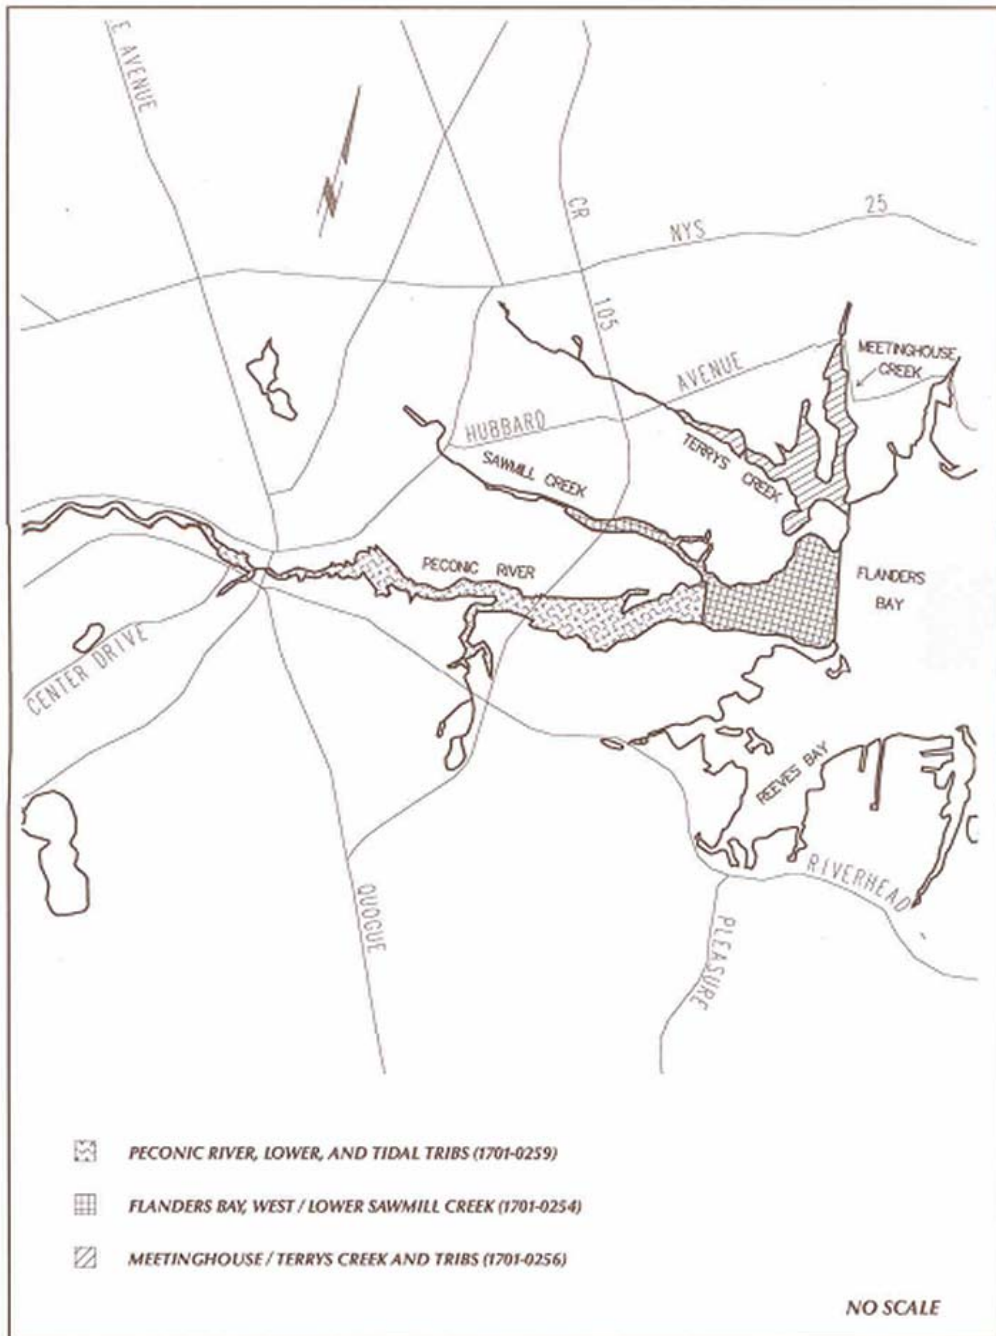 E AVENUE
N
CR
25
NYS
105
MEETINGHOUSE
CREEK
AVENUE
HUBBARD
TERRYS CREEK
SAWMILL CREEK
PECONIC RIVER
FLANDERS
BAY
CENTER DRIVE
REEVES BAY
RIVERHEAD
QUOGUE
PLEASURE
PECONIC RIVER, LOWER, AND TIDAL TRIBS (1701-0259)
FLANDERS BAY, WEST / LOWER SAWMILL CREEK (1701-0254)
MEETINGHOUSE / TERRYS CREEK AND TRIBS (1701-0256)
NO SCALE